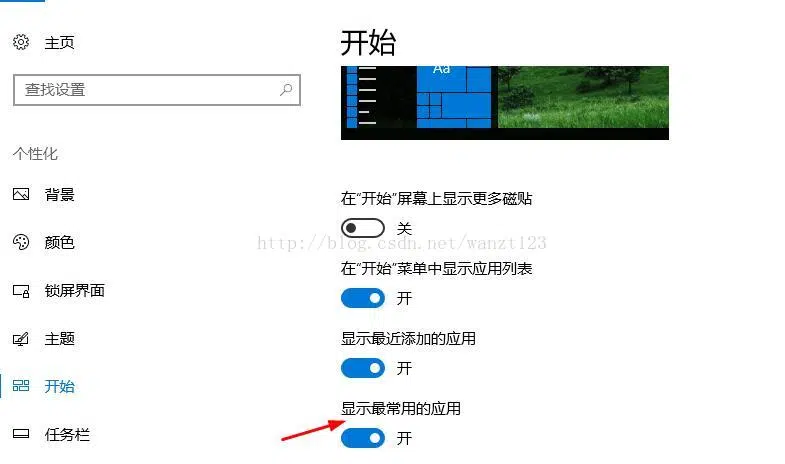 主页
查找设置
个性化
背景
颜色
锁屏界面
主题
开始
任务栏
开始
Aa
在“开始”屏幕上显示更多磁贴
关
http://blog.csdn.net/wanzt123
在“开始”菜单中显示应用列表
开
显示最近添加的应用
开
显示最常用的应用
开